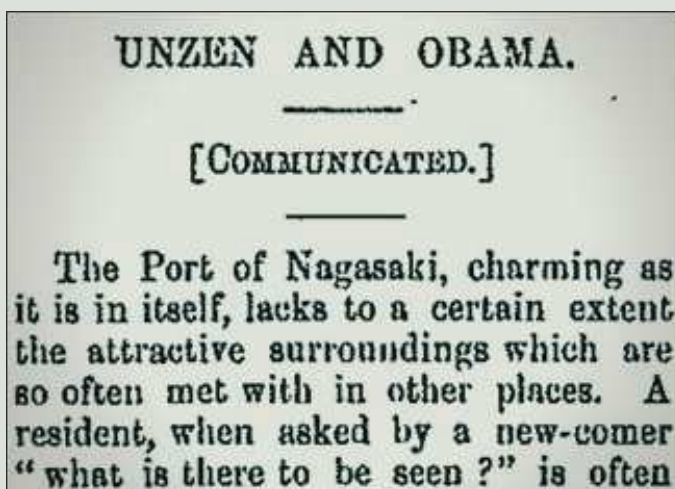 UNZEN AND OBAMA.
[COMMUNICATED.]
The Port of Nagasaki, charming as
it is in itself, lacks to a certain extent
the attractive surroundings which are
so often met with in other places. A
resident, when asked by a new-comer
“what is there to be seen?” is often